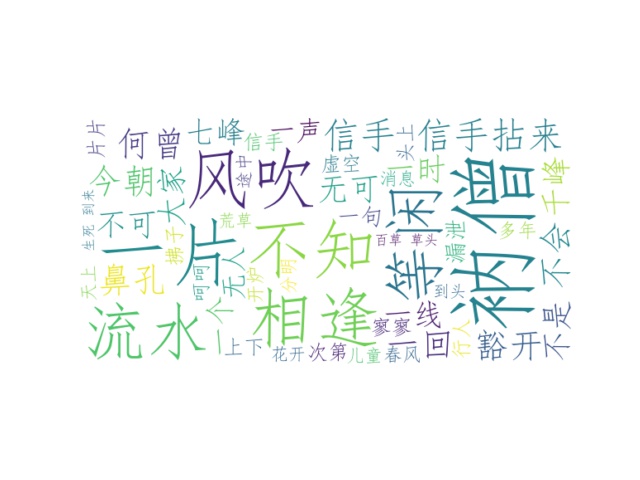 片片
何曾
七峰
信手
一声
信手
头上
信手拈来
今朝
大家
风吹
途中
虚空
无可
消息
一时
等闲
衲僧
千峰
生死 到来
不可
拂子
一片
荒草
不知
一句
百草 草头
漏泄
多年
不会
天上
鼻孔
呵呵
无人
开炉
分明
相逢
到头
流水
一个
寥寥
一线
一回
行人
豁开
不是
上下
花开
次第
儿童
春风